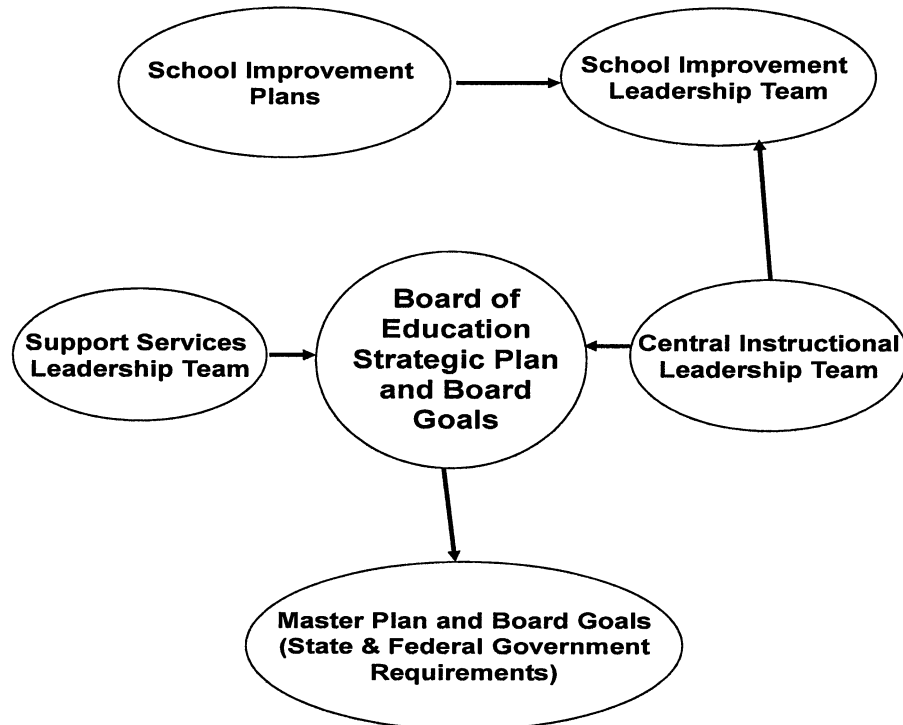 School Improvement
Plans
School Improvement
Leadership Team
Board of
Education
Strategic Plan
and Board
Goals
Support Services
Leadership Team
Central Instructional
Leadership Team
Master Plan and Board Goals
(State & Federal Government
Requirements)